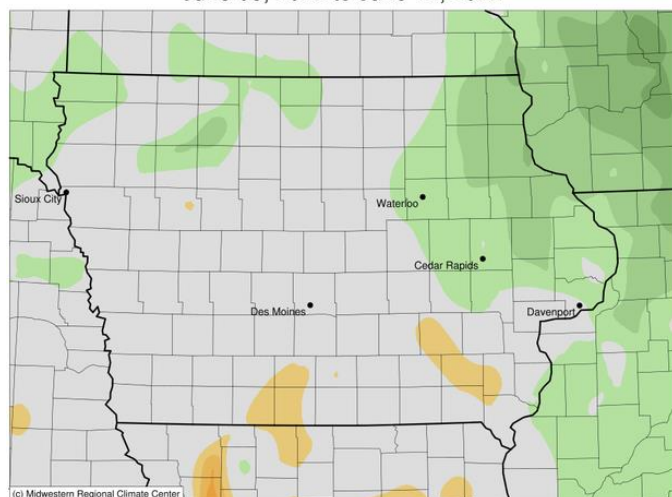 Sioux City
Waterloo
Cedar Rapids
Des Moines
Davenport
(c) Midwestern Regional Climate Center